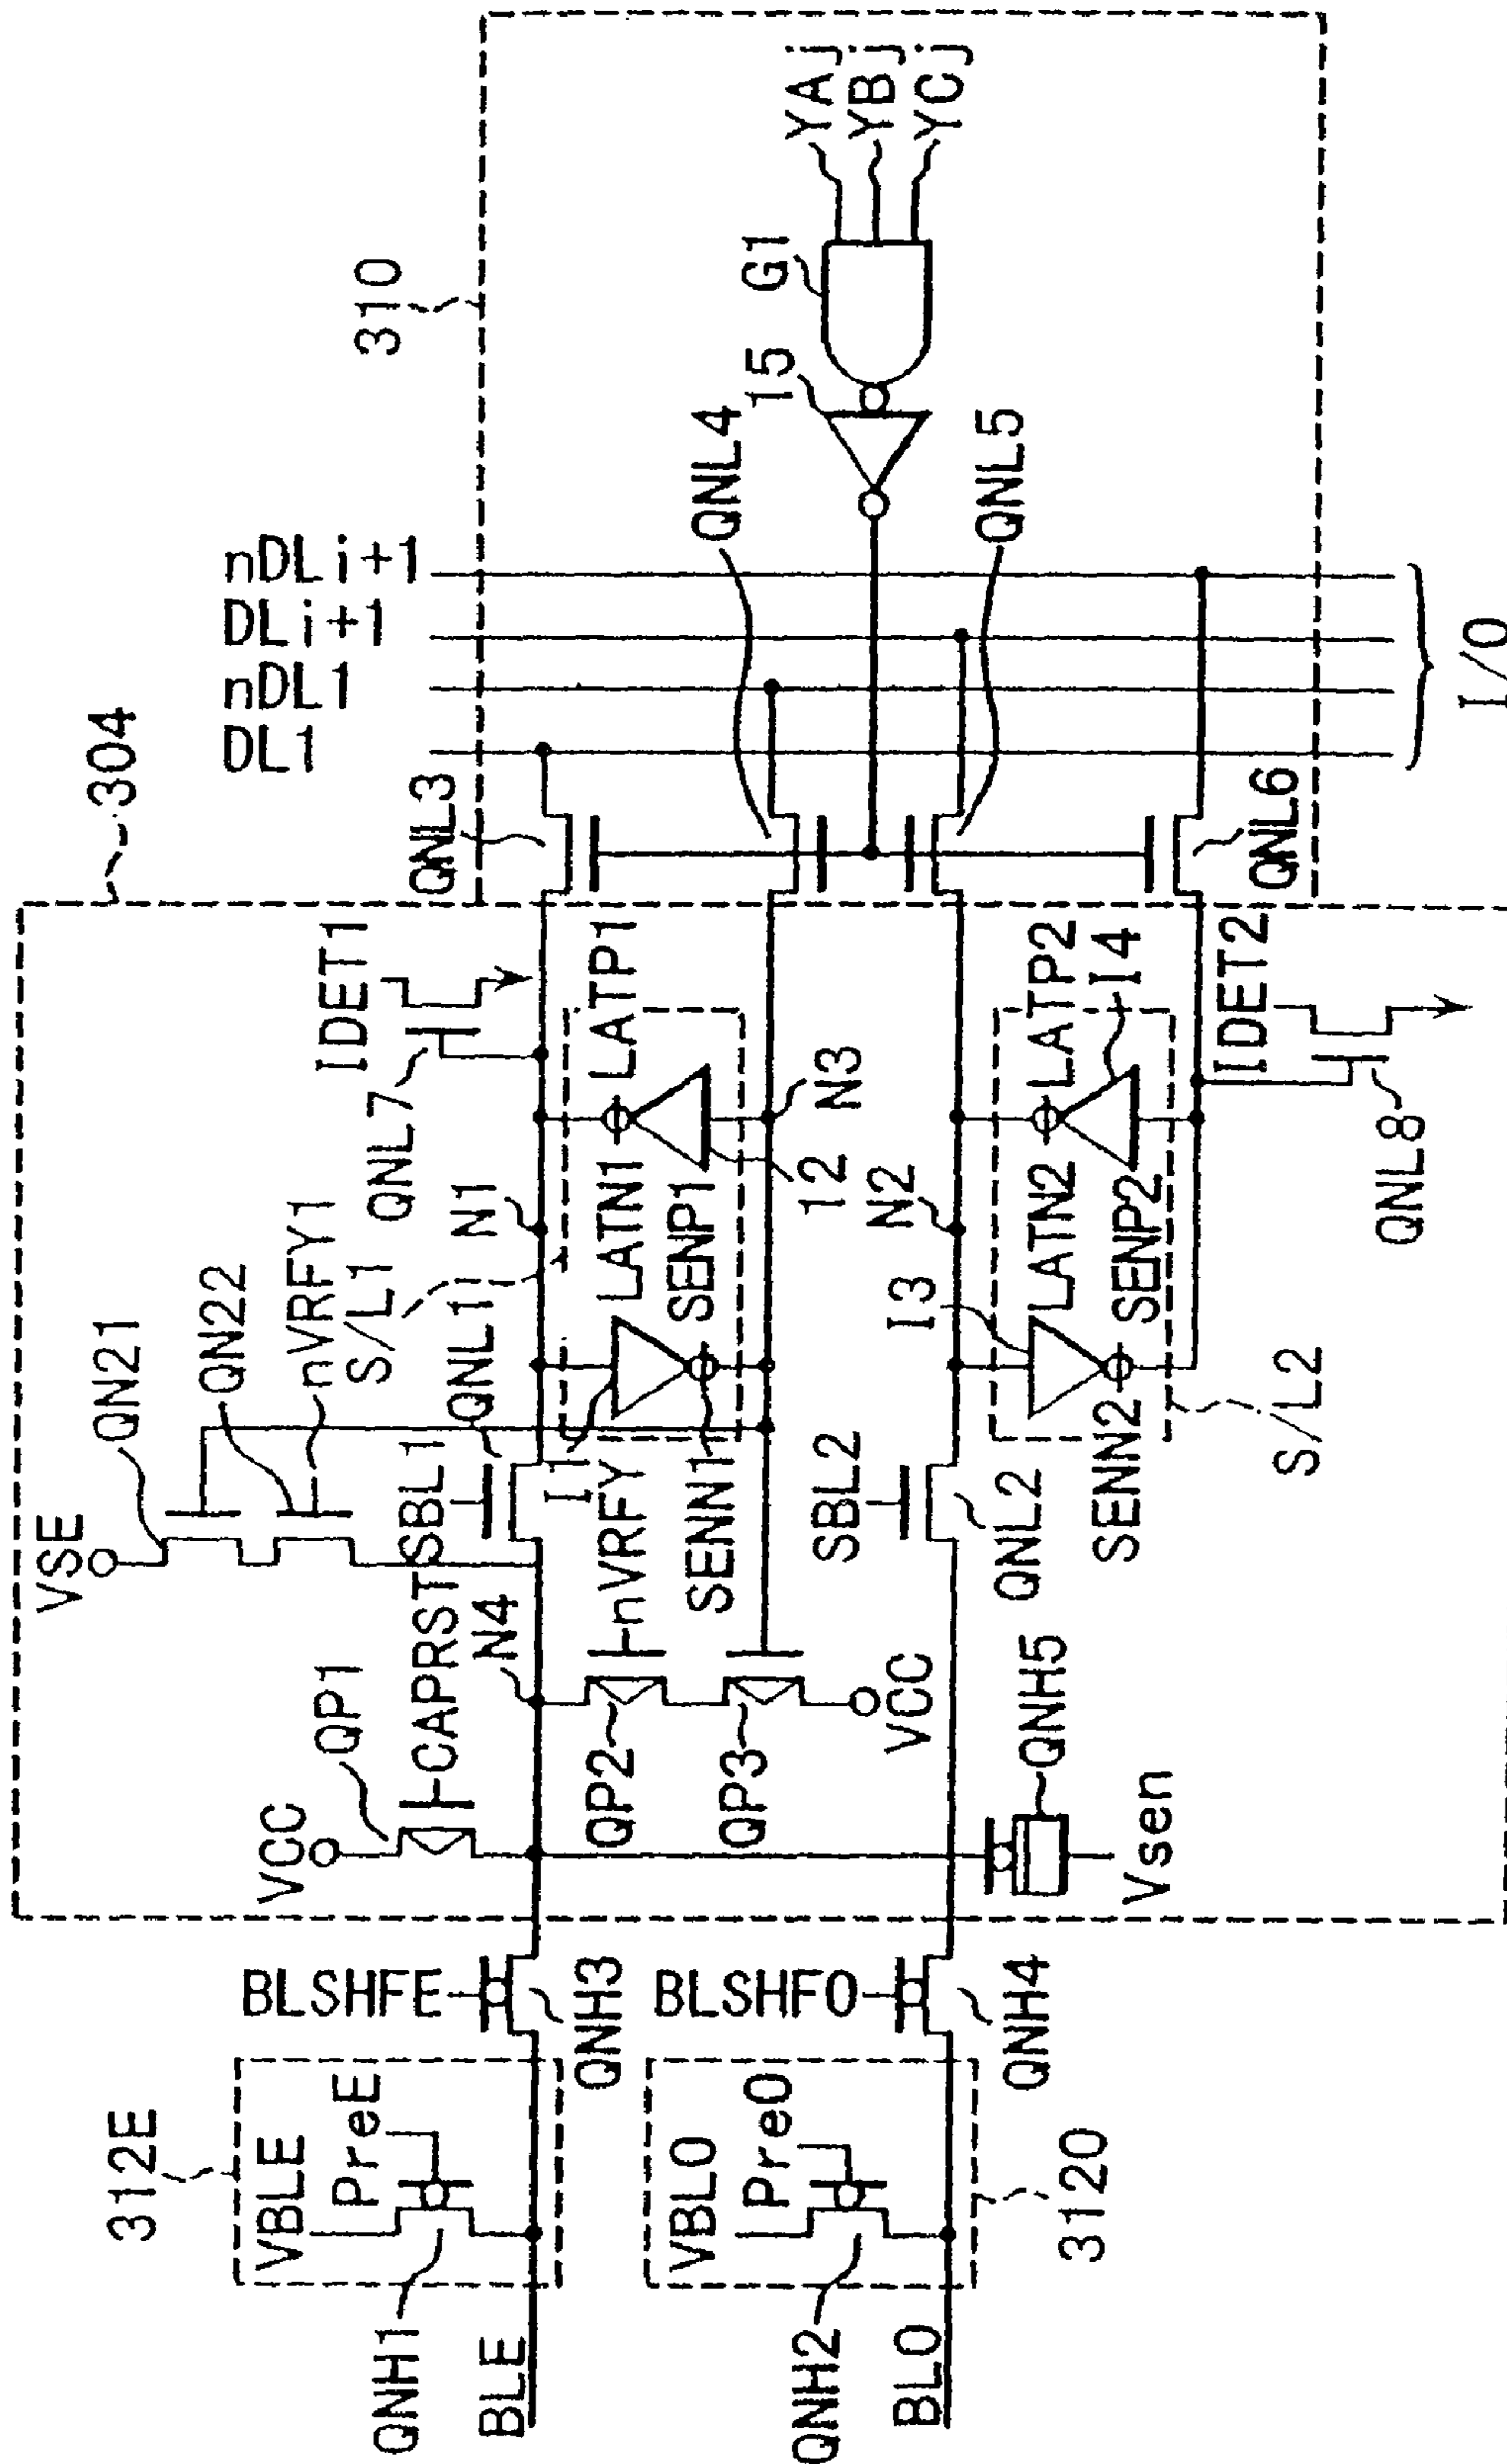 304
310
VSE
QN21
QN22
nVRFY1
S/L1
QNL7
IDET1
DL1
nDL1
DLi+1
nDLi+1
VCC
QP1
CAPRST
N4
SBL1
QNL1
N1
QNL3
312E
VBLE
PreE
QNH1
BLE
BLSHFE
QNH3
QP2
nVRFY
I1
LATN1
LATP1
SENN1
SENP1
12
N3
QP3
VCC
QNL4
15
G1
YAj
YBj
YCj
VBLO
PreO
QNH2
BLO
312O
BLSHFO
QNH4
QNH5
Vsen
SBL2
QNL2
I3
N2
LATN2
LATP2
I4
SENN2
SENP2
S/L2
IDET2
QNL8
QNL5
QNL6
I/O